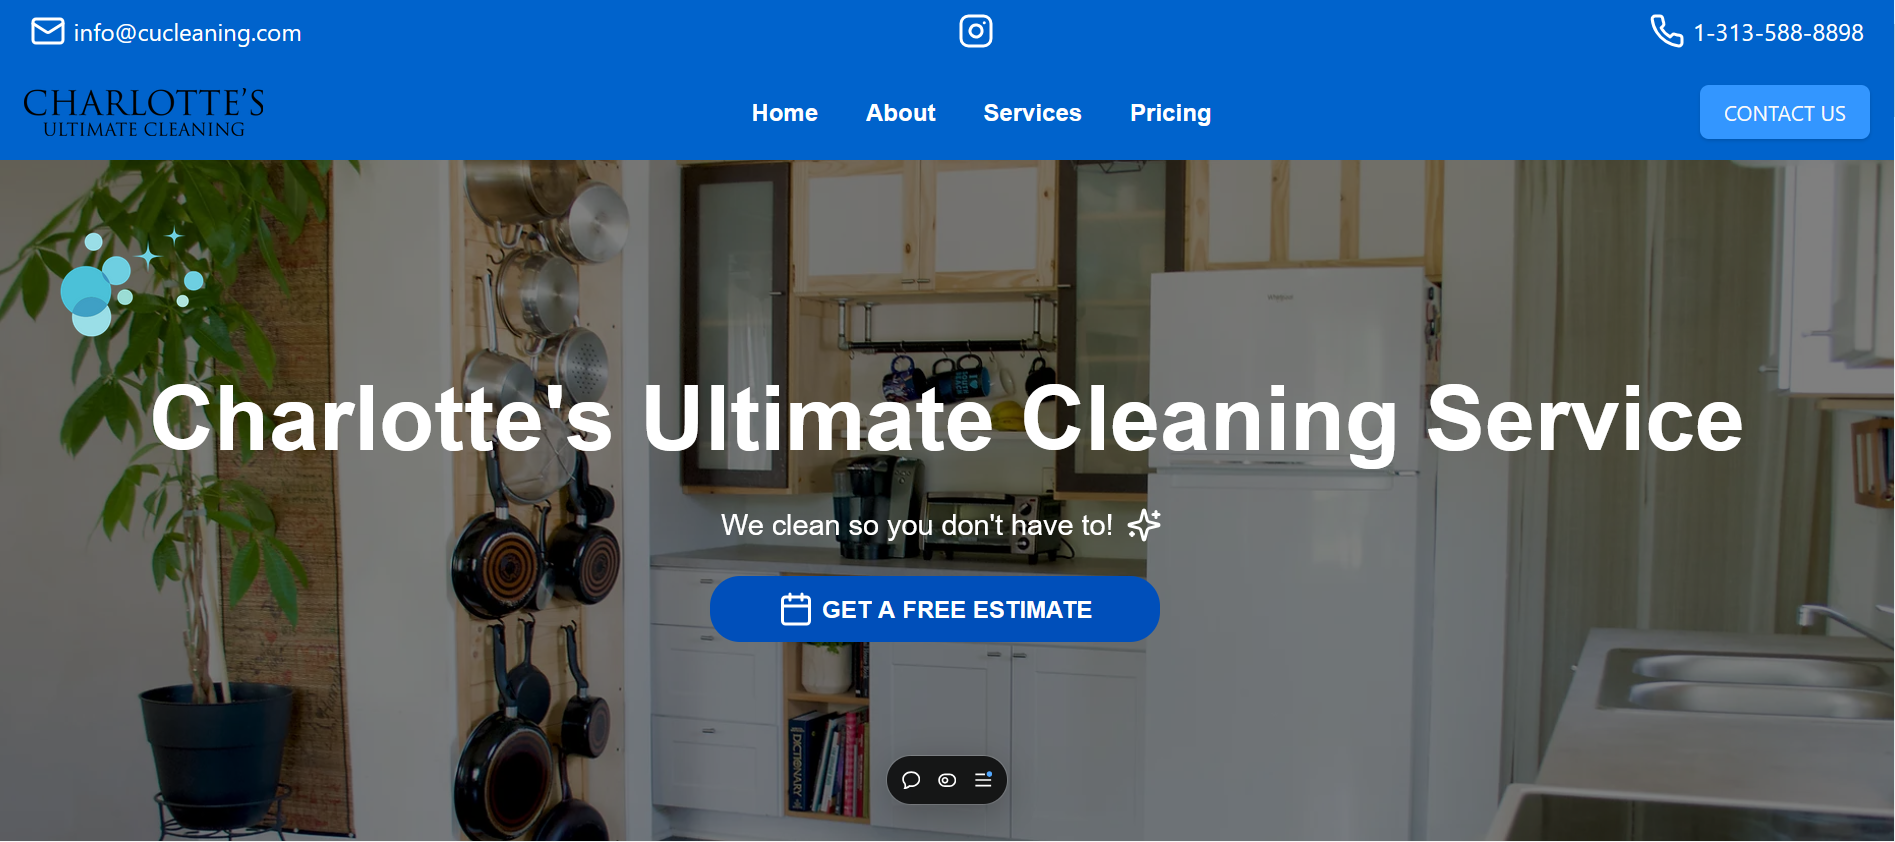 info@cucleaning.com
1-313-588-8898
CHARLOTTE'S
ULTIMATE CLEANING
Home About Services Pricing
CONTACT US
Charlotte's Ultimate Cleaning Service
We clean so you don't have to!
GET A FREE ESTIMATE
DICTIONARY